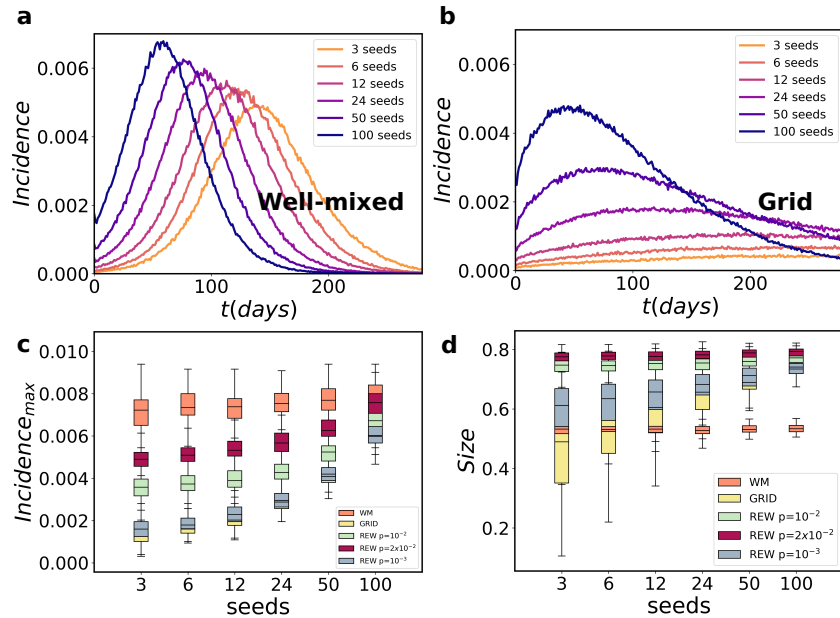 a
Incidence
0.006
0.004
0.002
0.000
3 seeds
6 seeds
12 seeds
24 seeds
50 seeds
100 seeds
Well-mixed
0
100
200
t(days)
b
Incidence
0.006
0.004
0.002
0.000
3 seeds
6 seeds
12 seeds
24 seeds
50 seeds
100 seeds
Grid
0
100
200
t(days)
c
Incidence_max
0.010
0.008
0.006
0.004
0.002
0.000
WM
GRID
REW p=10⁻²
REW p=2x10⁻²
REW p=10⁻³
3 6 12 24 50 100
seeds
d
Size
0.8
0.6
0.4
0.2
WM
GRID
REW p=10⁻²
REW p=2x10⁻²
REW p=10⁻³
3 6 12 24 50 100
seeds